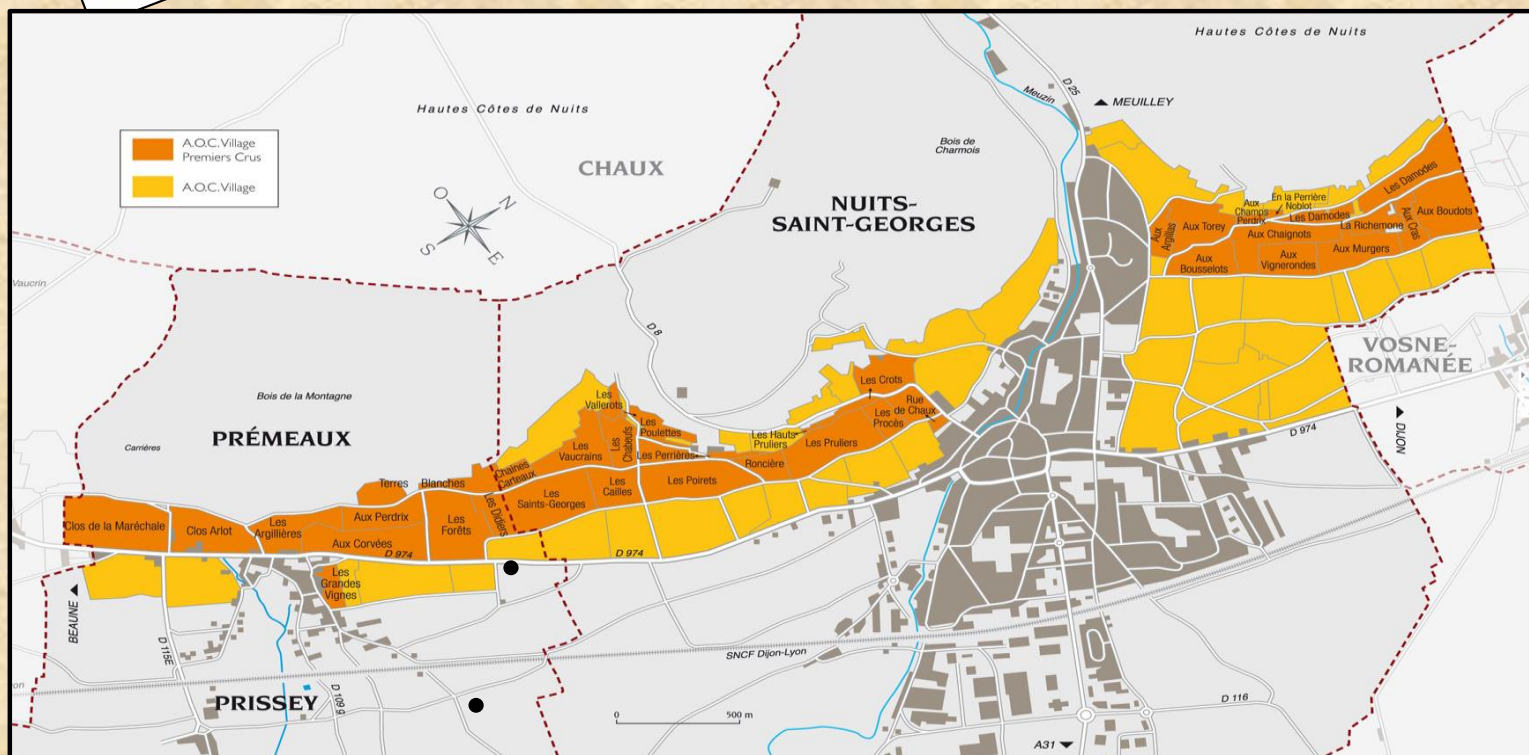 Hautes Côtes de Nuits
Hautes Côtes de Nuits
D 25
Meuzin
MEUILLEY
A.O.C. Village
Premiers Crus
A.O.C. Village
CHAUX
Bois de
Charmois
NUITS-
SAINT-GEORGES
O
N
S
E
Vaucrin
D 8
Les Damodes
En la Perrière
Noblot
Aux
Champs
Perdrix
Les Damodes
Aux
Argillas
Aux Torey
La Richemone
Aux Cras
Aux Boudots
Aux Chaignots
Aux Murgers
Aux
Bousselots
Aux
Vignerondes
VOSNE-
ROMANÉE
DIJON
D 974
Bois de la Montagne
PRÉMEAUX
Carrières
Les Crots
Rue
de Chaux
Les
Procès
Les
Vallerots
Les
Poulettes
Les Hauts
Pruliers
Les Pruliers
Les
Vaucrains
Les
Chabœufs
Les Perrières
Roncière
Chaînes
Carteaux
Les
Saints-Georges
Les
Cailles
Les Poirets
Terres Blanches
Les Didiers
Clos de la Maréchale
Clos Arlot
Les
Argillières
Aux Perdrix
Aux Corvées
Les
Forêts
D 974
D 974
Les
Grandes
Vignes
BEAUNE
D 115E
SNCF Dijon-Lyon
PRISSEY
D 109 G
0
500 m
D 116
A31